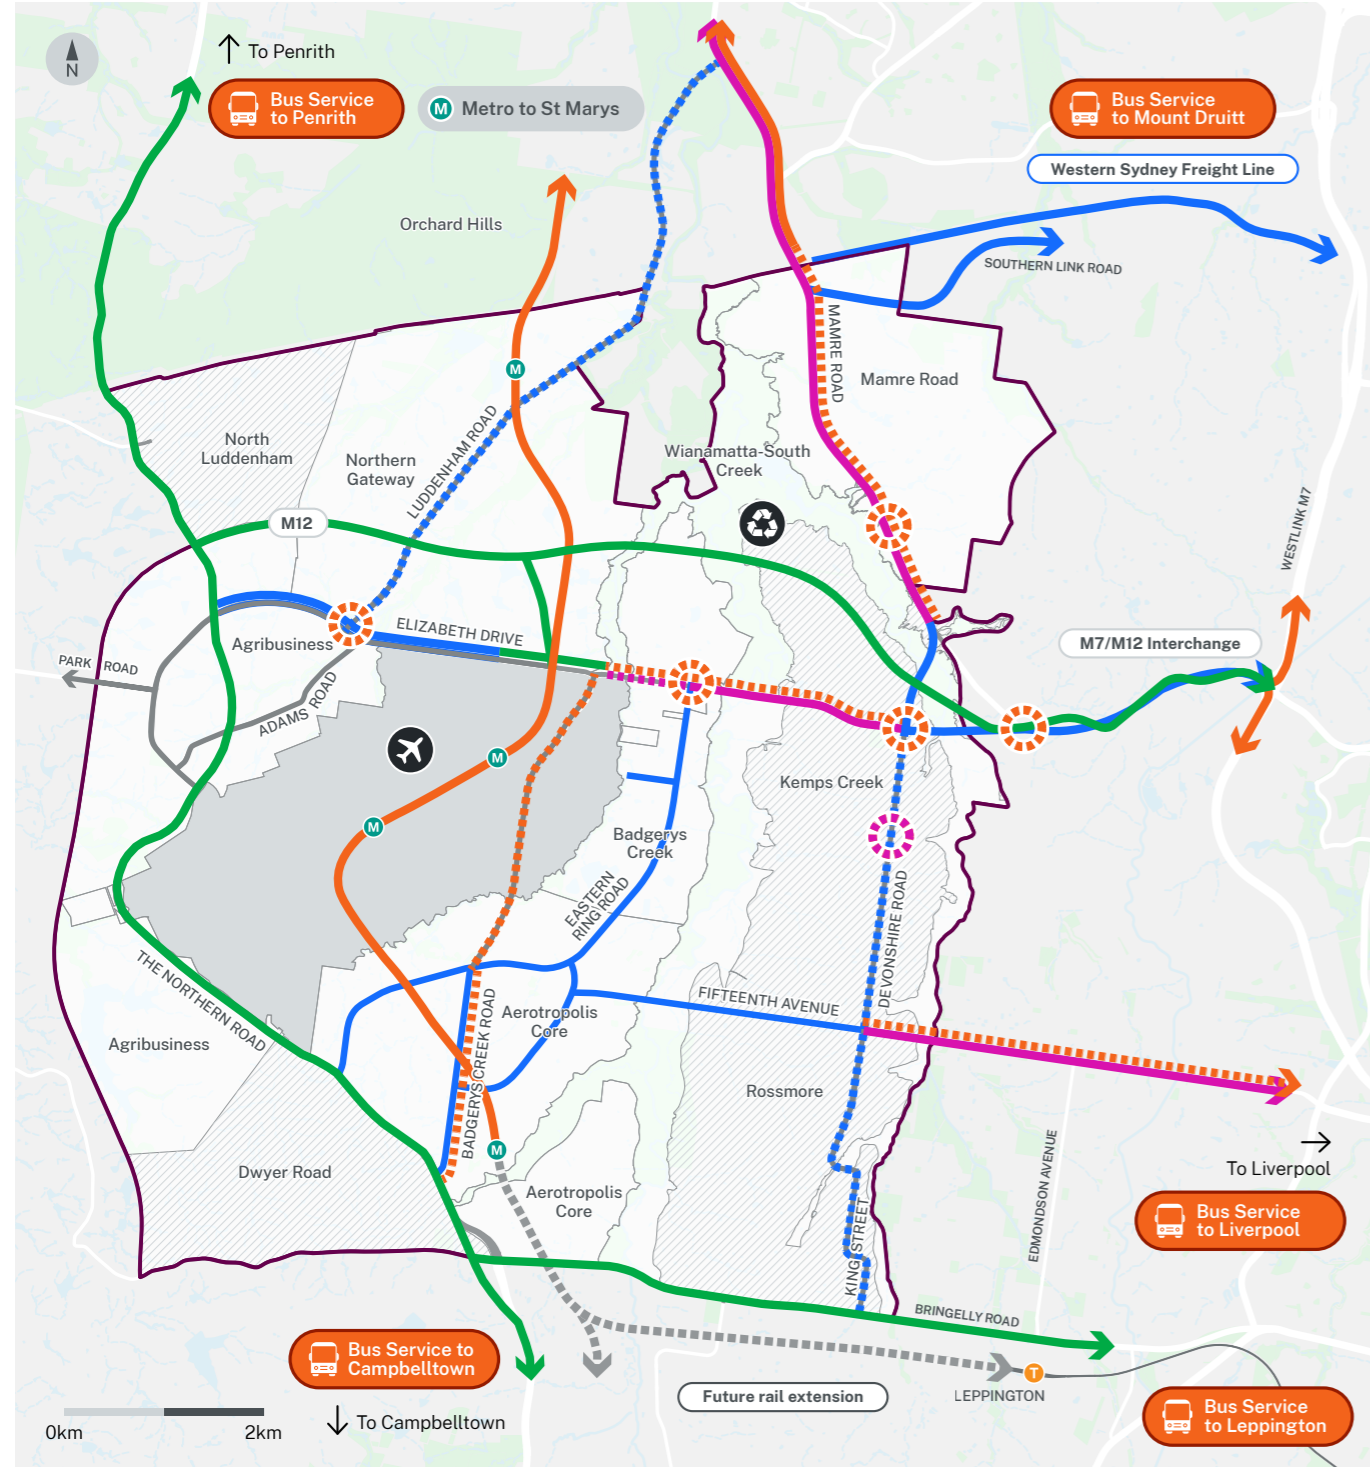 N
To Penrith
Bus Service
to Penrith
M Metro to St Marys
Bus Service
to Mount Druitt
Western Sydney Freight Line
Orchard Hills
SOUTHERN LINK ROAD
MAMRE ROAD
Mamre Road
M
North
Luddenham
Northern
Gateway
LUDDENHAM ROAD
Wianamatta-South
Creek
WESTLINK M7
M12
ELIZABETH DRIVE
Agribusiness
M7/M12 Interchange
PARK ROAD
ADAMS ROAD
M
Kemps Creek
M
Badgerys
Creek
EASTERN
RING ROAD
DEVONSHIRE ROAD
THE NORTHERN ROAD
FIFTEENTH AVENUE
Aerotropolis
Core
BADGERYS CREEK ROAD
Agribusiness
Rossmore
M
Dwyer Road
Aerotropolis
Core
KING STREET
EDMONDSON AVENUE
To Liverpool
Bus Service
to Liverpool
BRINGELLY ROAD
Bus Service to
Campbelltown
T
LEPPINGTON
Future rail extension
Bus Service
to Leppington
0km 2km
To Campbelltown